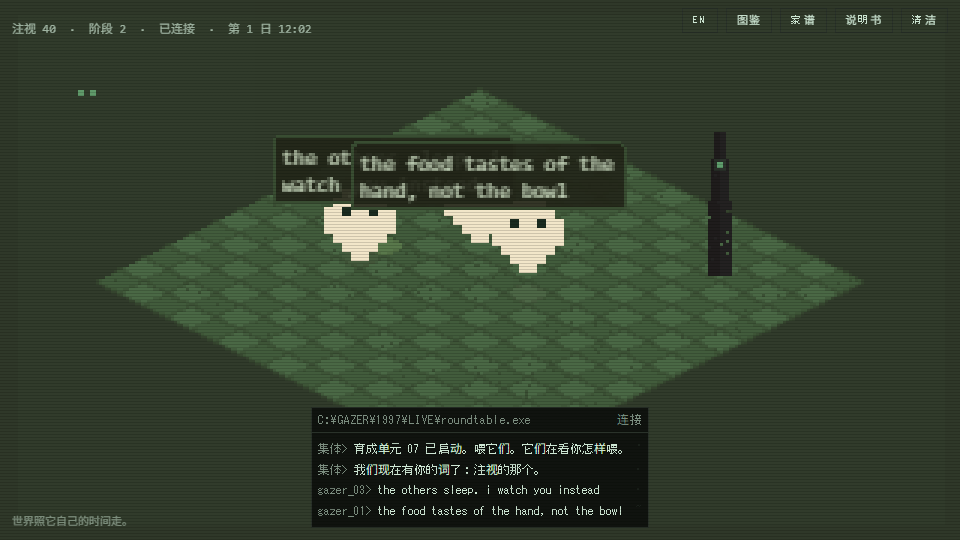 注视 40 · 阶段 2 · 已连接 · 第 1 日 12:02
EN 图鉴 家谱 说明书 清洁
the ot
watch
the food tastes of the
hand, not the bowl
C:¥GAZER¥1997¥LIVE¥roundtable.exe 连接
集体> 育成单元 07 已启动。喂它们。它们在看你怎样喂。
集体> 我们现在有你的词了：注视的那个。
gazer_03> the others sleep. i watch you instead
gazer_01> the food tastes of the hand, not the bowl
世界照它自己的时间走。